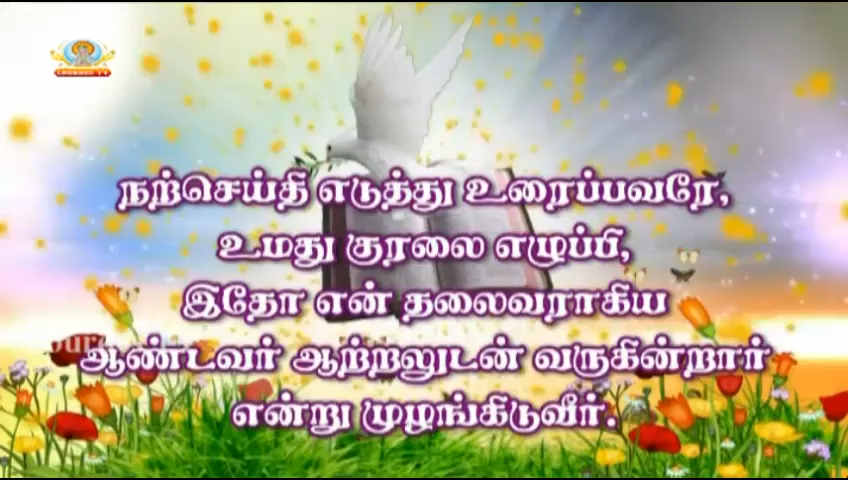 நற்செய்தி எடுத்து உரைப்பவரே,
உமது குரலை எழுப்பி,
இதோ என் தலைவராகிய
ஆண்டவர் ஆற்றலுடன் வருகின்றார்
என்று முழங்கிடுவீர்.